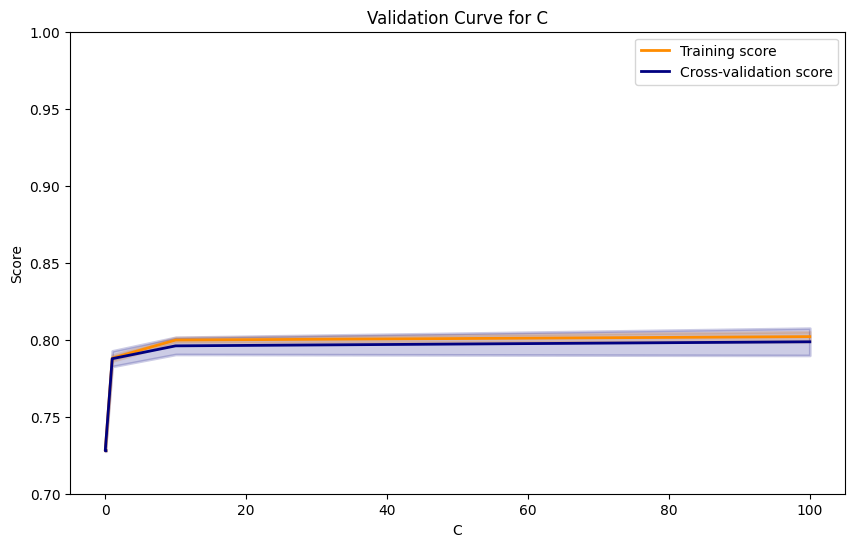 Validation Curve for C
Training score
Cross-validation score
Score
1.00
0.95
0.90
0.85
0.80
0.75
0.70
0
20
40
60
80
100
C